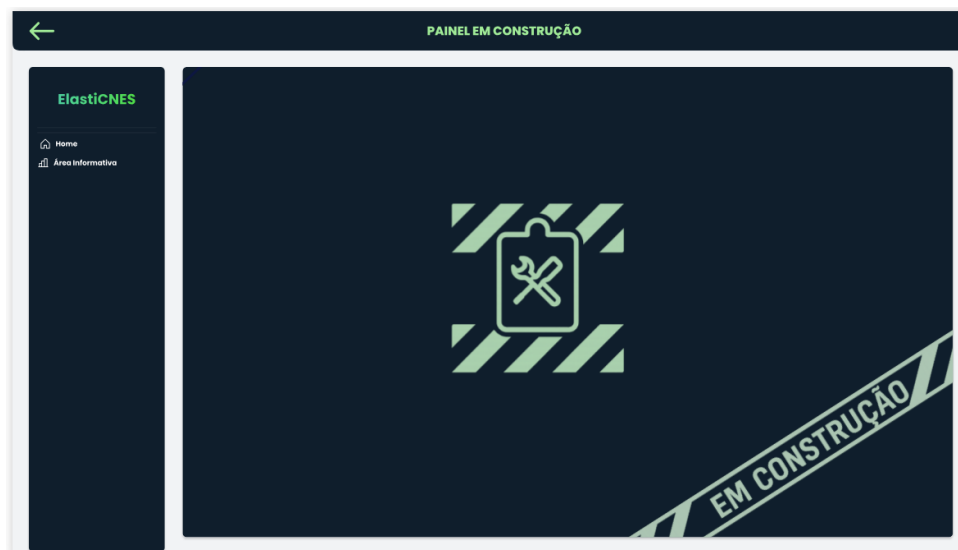 PAINEL EM CONSTRUÇÃO
ElastiCNES
Home
Área Informativa
EM CONSTRUÇÃO